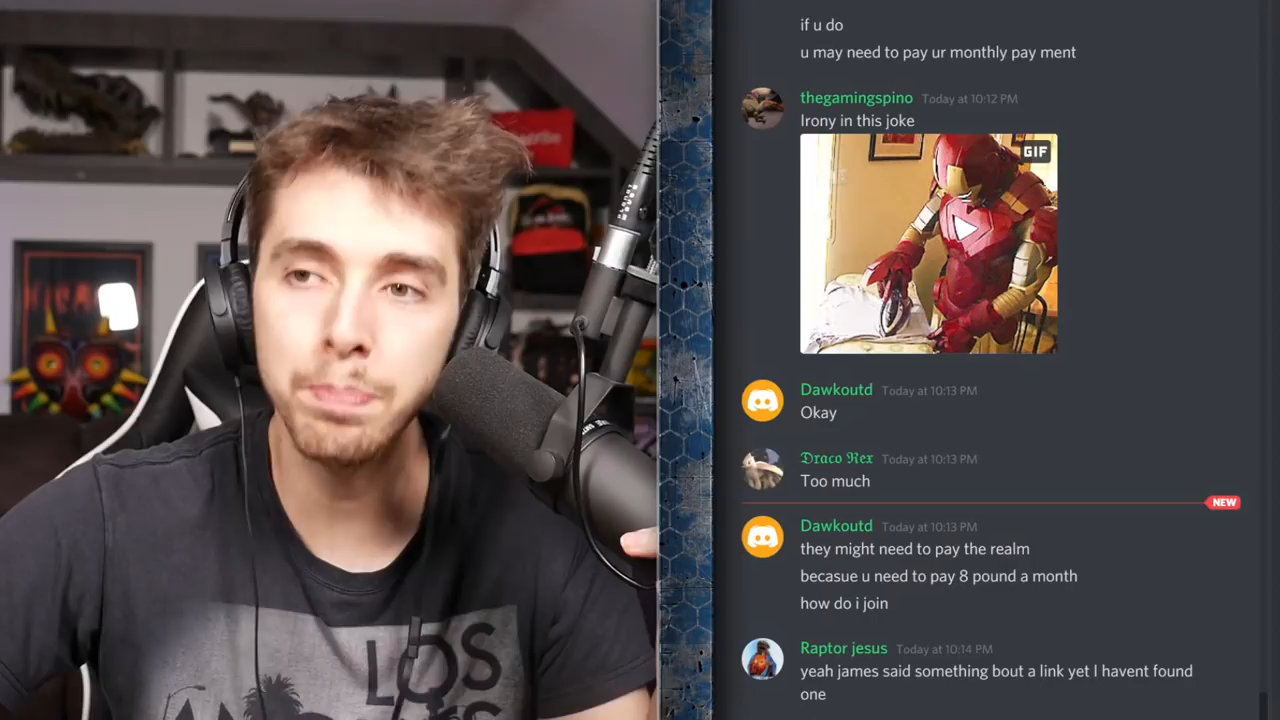 if u do
u may need to pay ur monthly pay ment
thegamingspino Today at 10:12 PM
Irony in this joke
GIF
Dawkoutd Today at 10:13 PM
Okay
Draco Rex Today at 10:13 PM
Too much
NEW
Dawkoutd Today at 10:13 PM
they might need to pay the realm
becasue u need to pay 8 pound a month
how do i join
Raptor jesus Today at 10:14 PM
yeah james said something bout a link yet I havent found
one
LOS